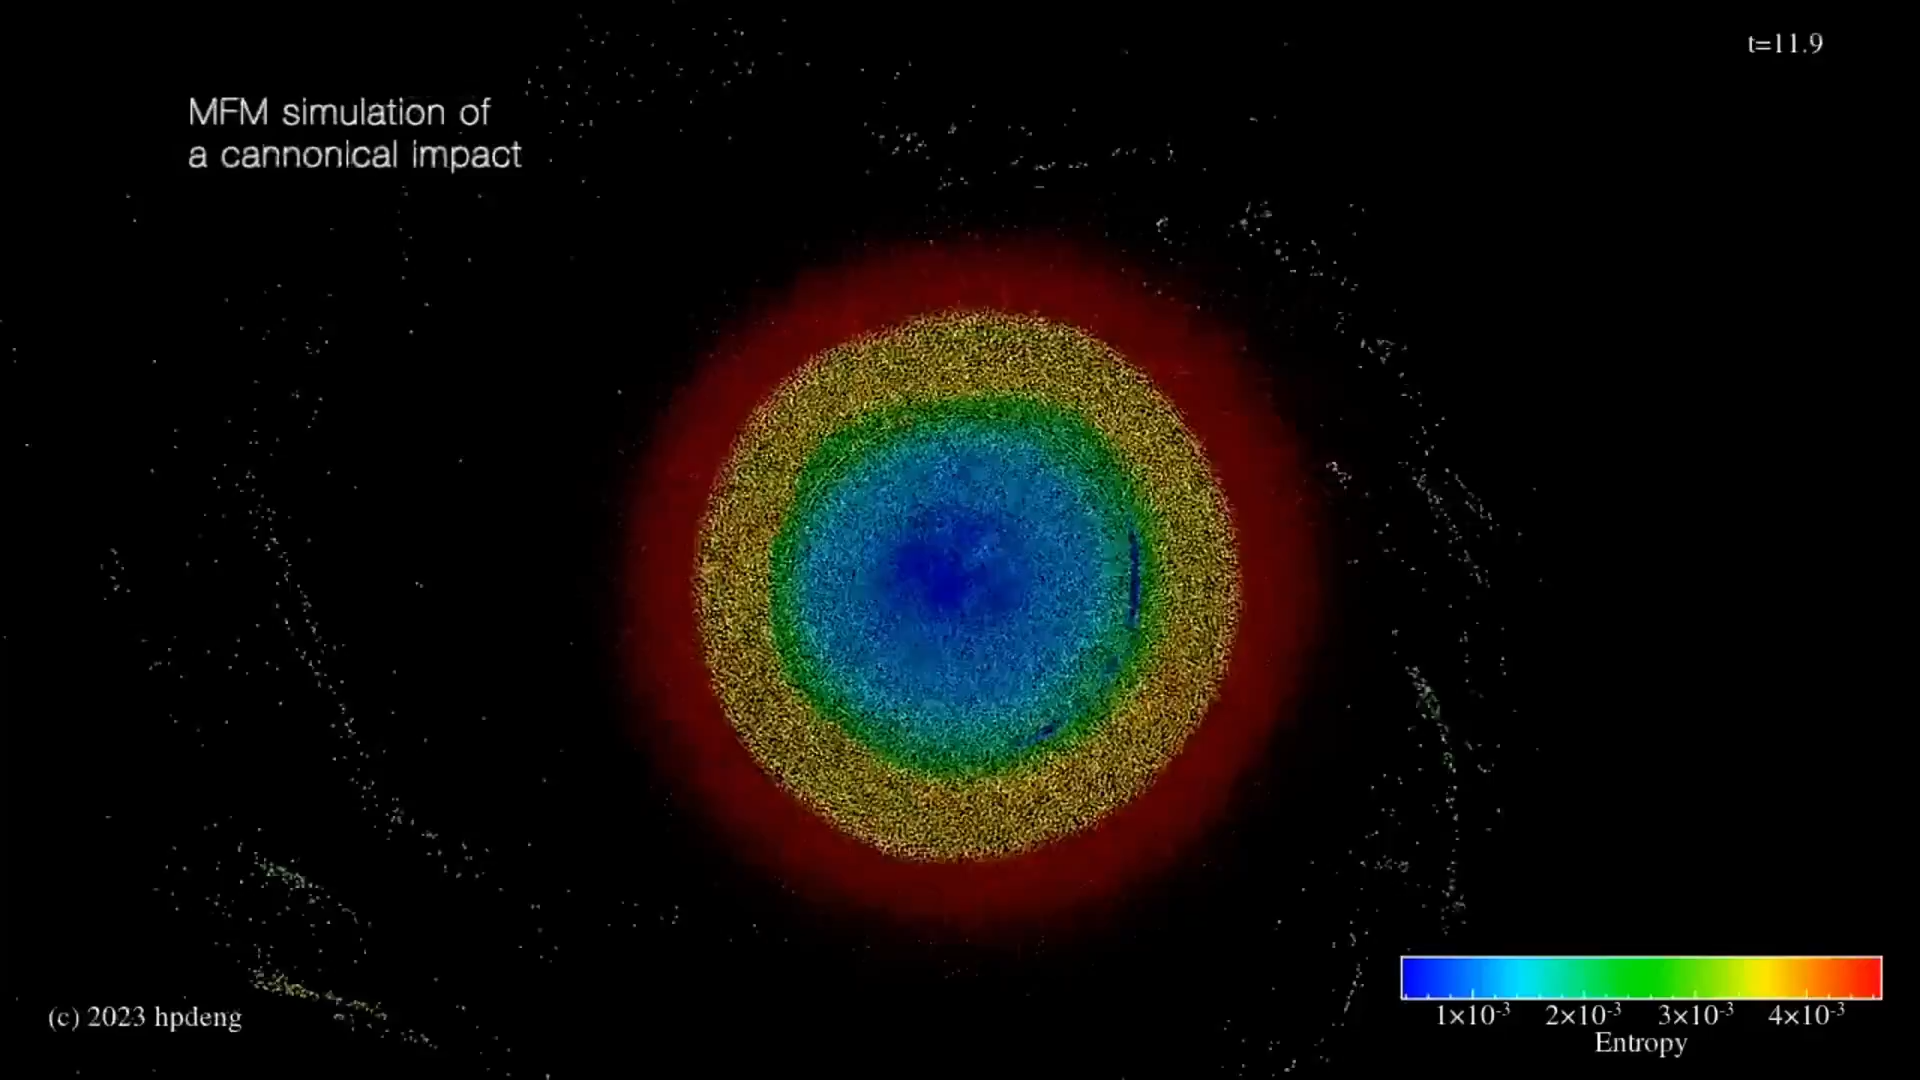 t=11.9
MFM simulation of
a cannonical impact
(c) 2023 hpdeng
1×10⁻³ 2×10⁻³ 3×10⁻³ 4×10⁻³
Entropy